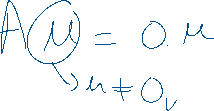 A u = 0. u
u ≠ 0v